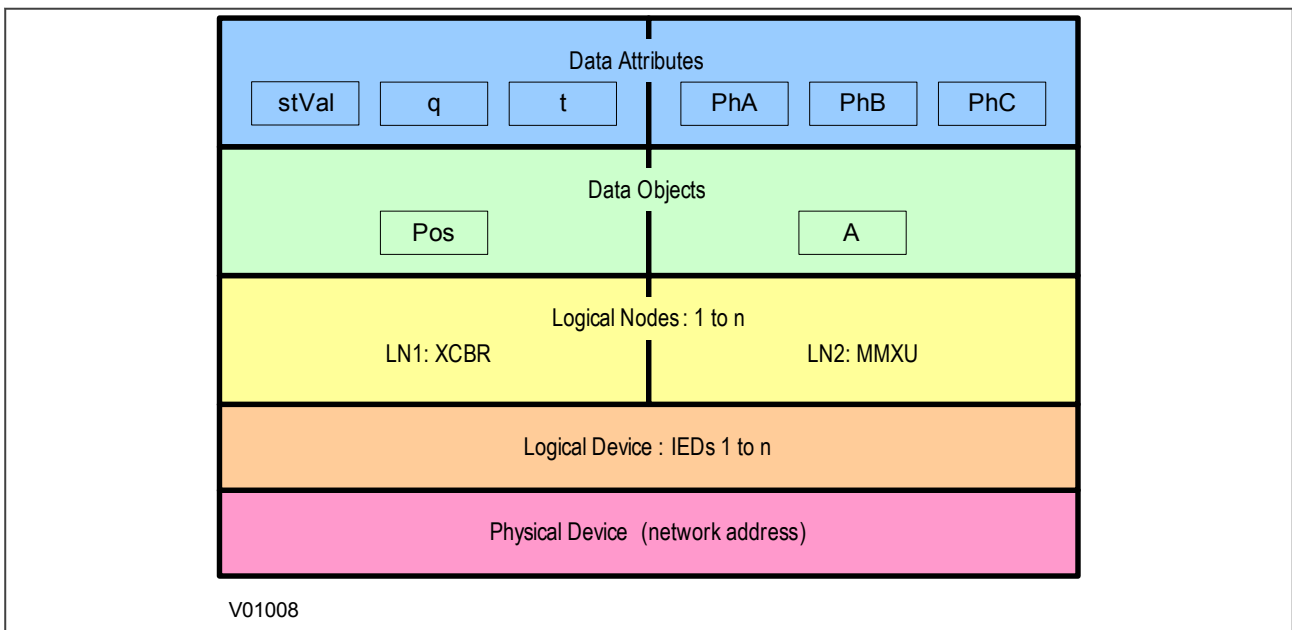 Data Attributes
stVal q t PhA PhB PhC
Data Objects
Pos A
Logical Nodes : 1 to n
LN1: XCBR LN2: MMXU
Logical Device : IEDs 1 to n
Physical Device (network address)
V01008